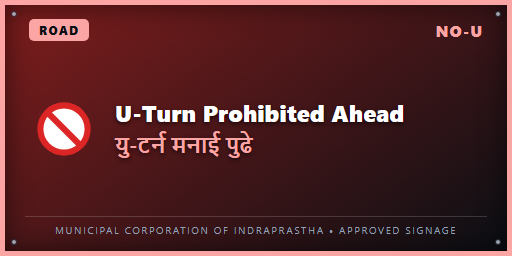 ROAD
NO-U
U-Turn Prohibited Ahead
यु-टर्न मनाई पुढे
MUNICIPAL CORPORATION OF INDRAPRASTHA • APPROVED SIGNAGE